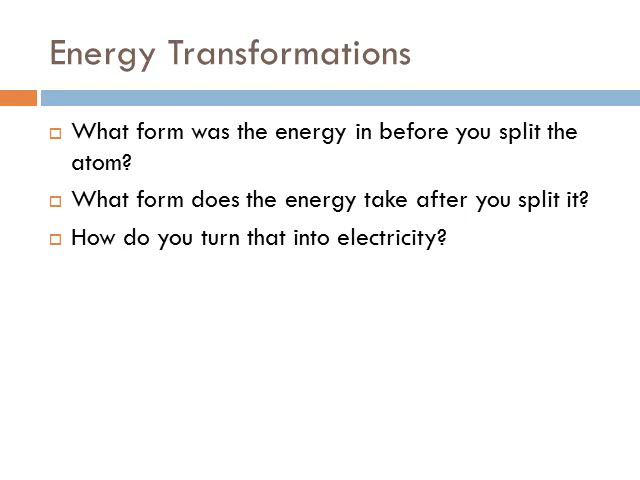 Energy Transformations
What form was the energy in before you split the
atom?
What form does the energy take after you split it?
How do you turn that into electricity?